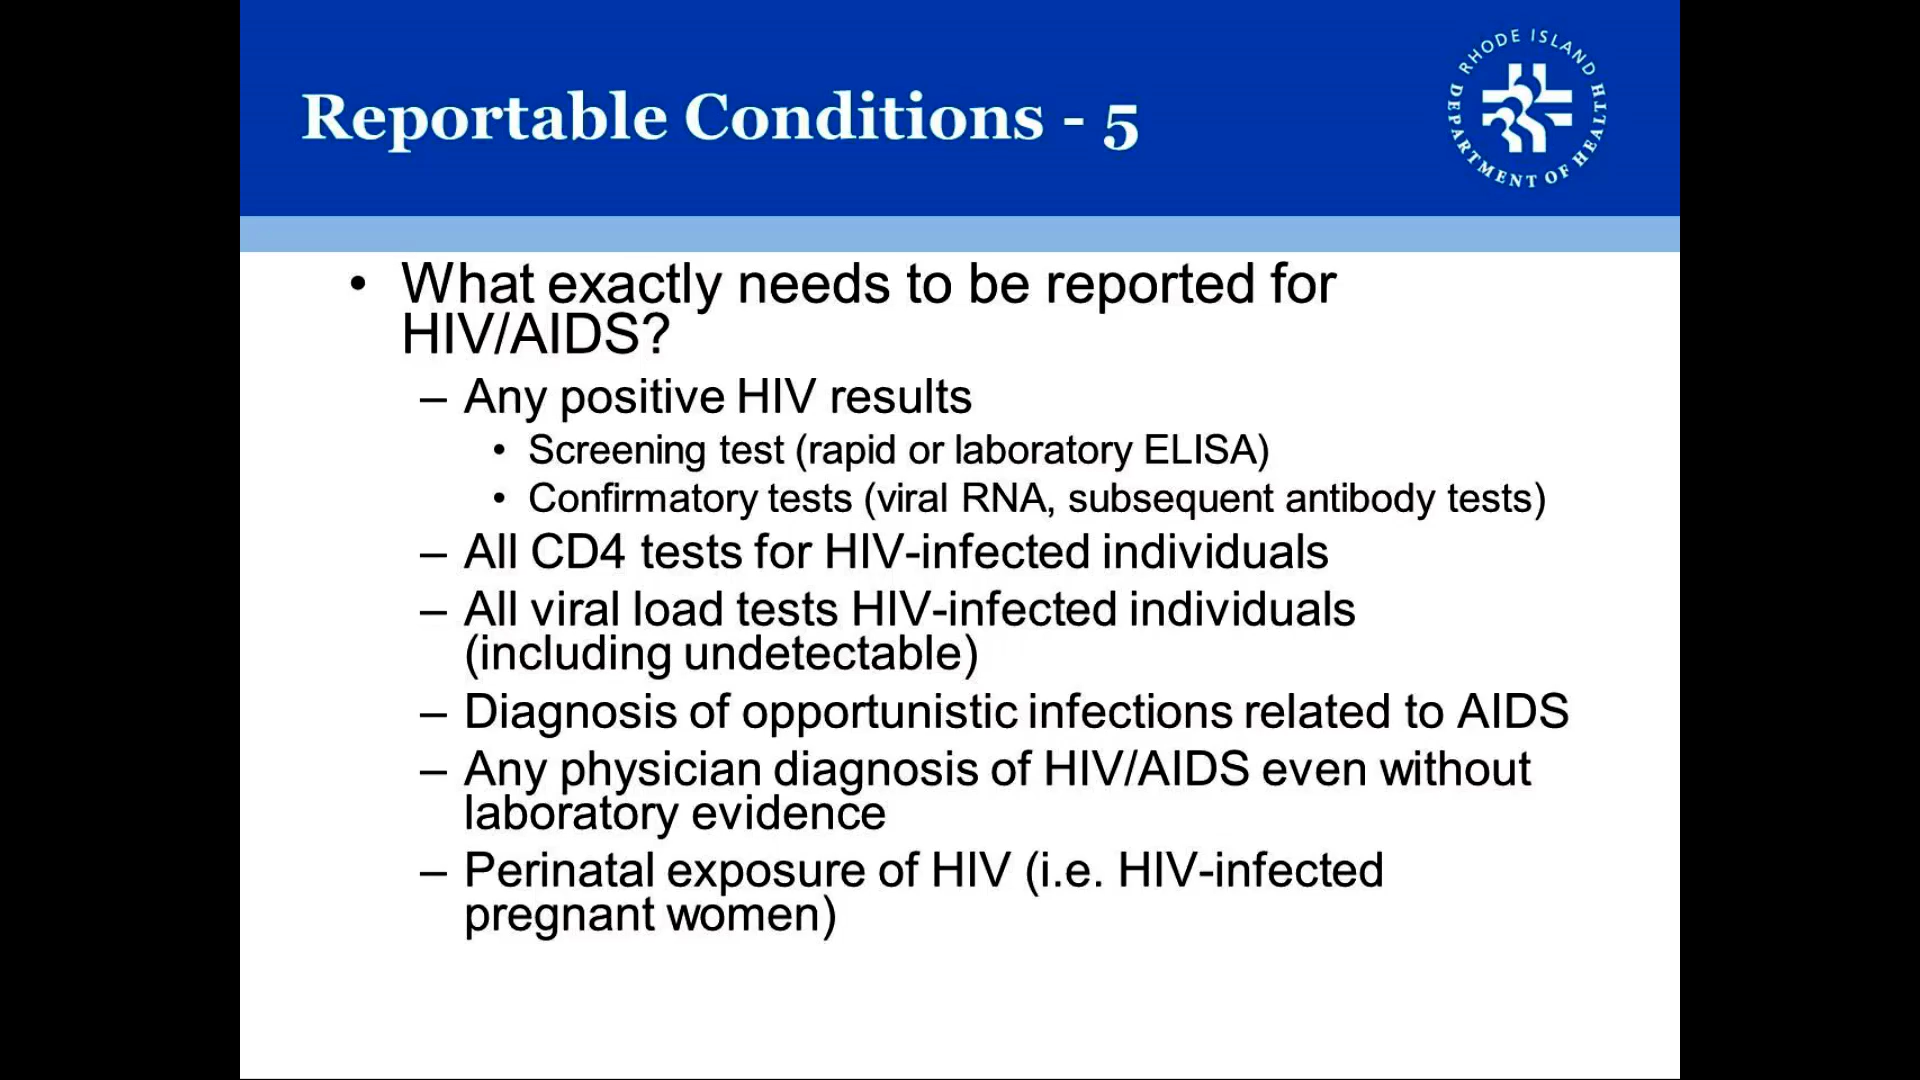 Reportable Conditions - 5
RHODE ISLAND
DEPARTMENT OF HEALTH
• What exactly needs to be reported for
HIV/AIDS?
– Any positive HIV results
• Screening test (rapid or laboratory ELISA)
• Confirmatory tests (viral RNA, subsequent antibody tests)
– All CD4 tests for HIV-infected individuals
– All viral load tests HIV-infected individuals
(including undetectable)
– Diagnosis of opportunistic infections related to AIDS
– Any physician diagnosis of HIV/AIDS even without
laboratory evidence
– Perinatal exposure of HIV (i.e. HIV-infected
pregnant women)